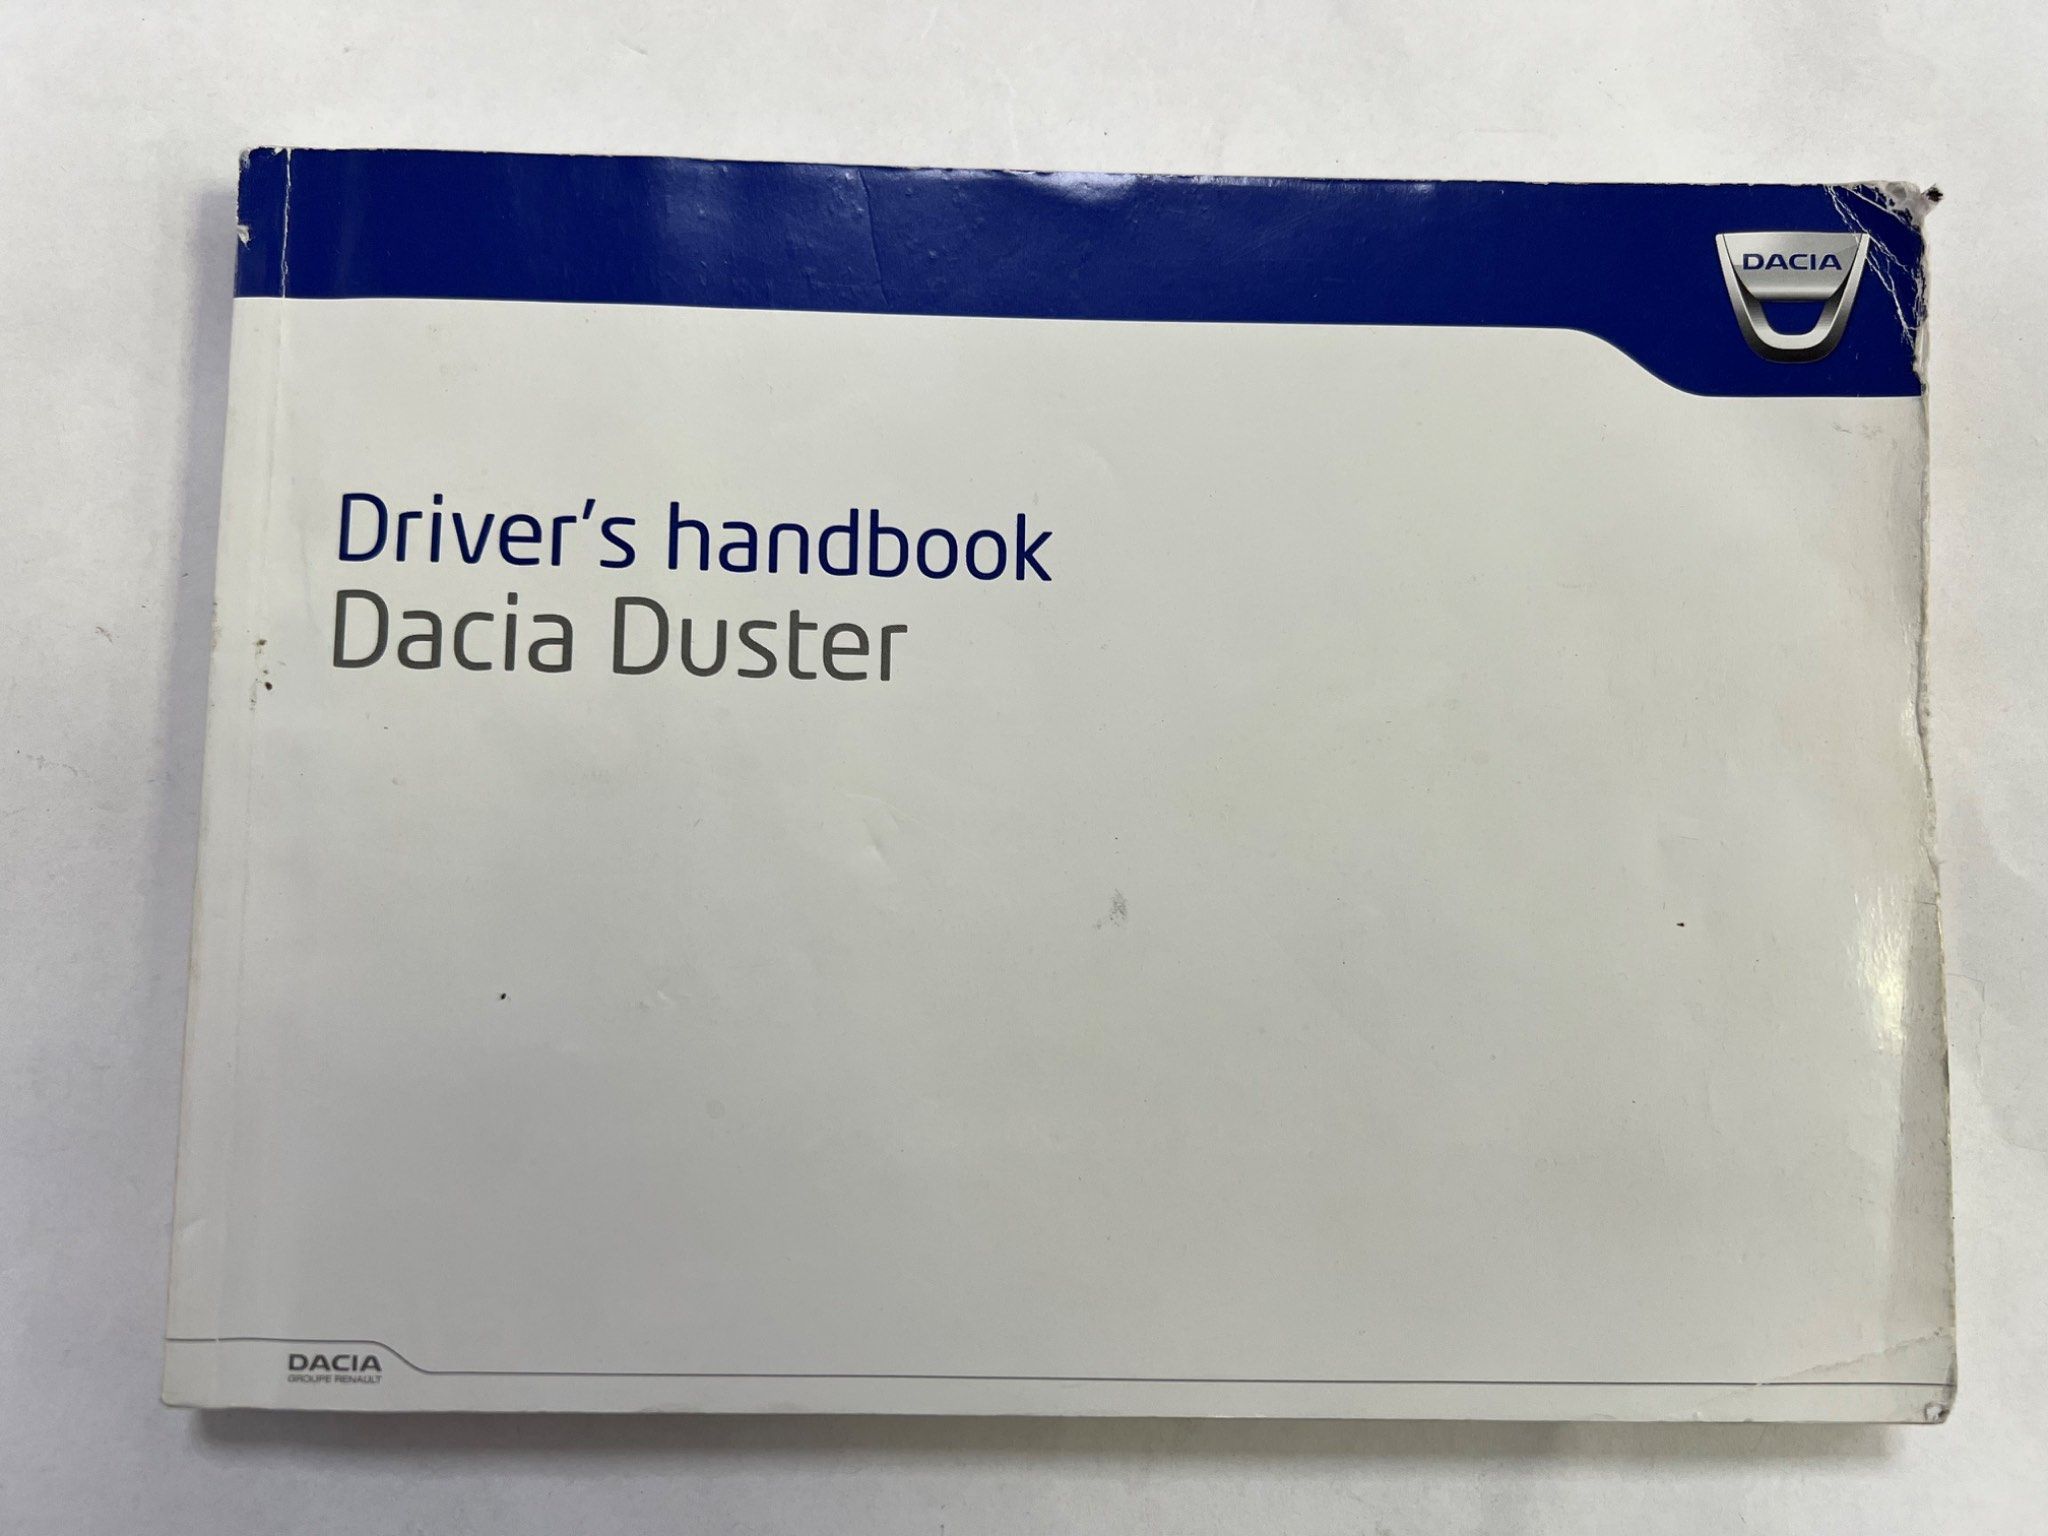 DACIA
Driver's handbook
Dacia Duster
DACIA
GROUPE RENAULT